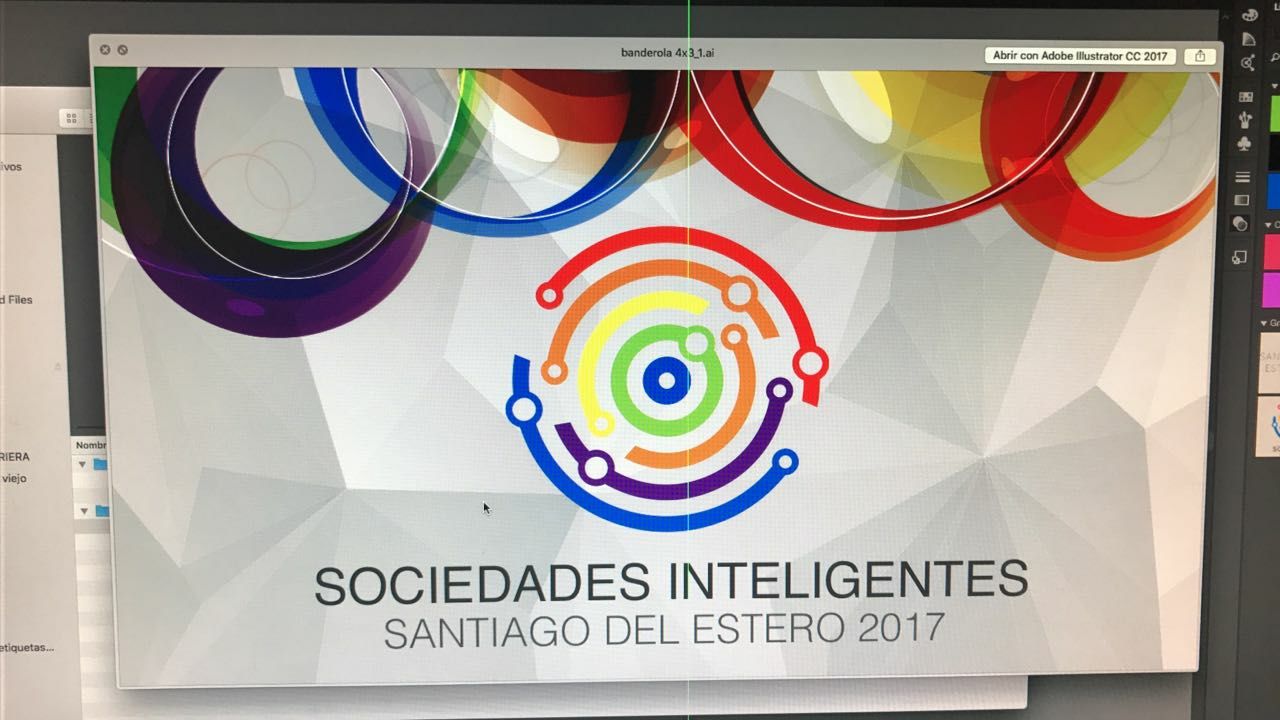 banderola 4x3_1.ai
Abrir con Adobe Illustrator CC 2017
d Files
RIERA
viejo
etiquetas...
Nombr
SOCIEDADES INTELIGENTES
SANTIAGO DEL ESTERO 2017